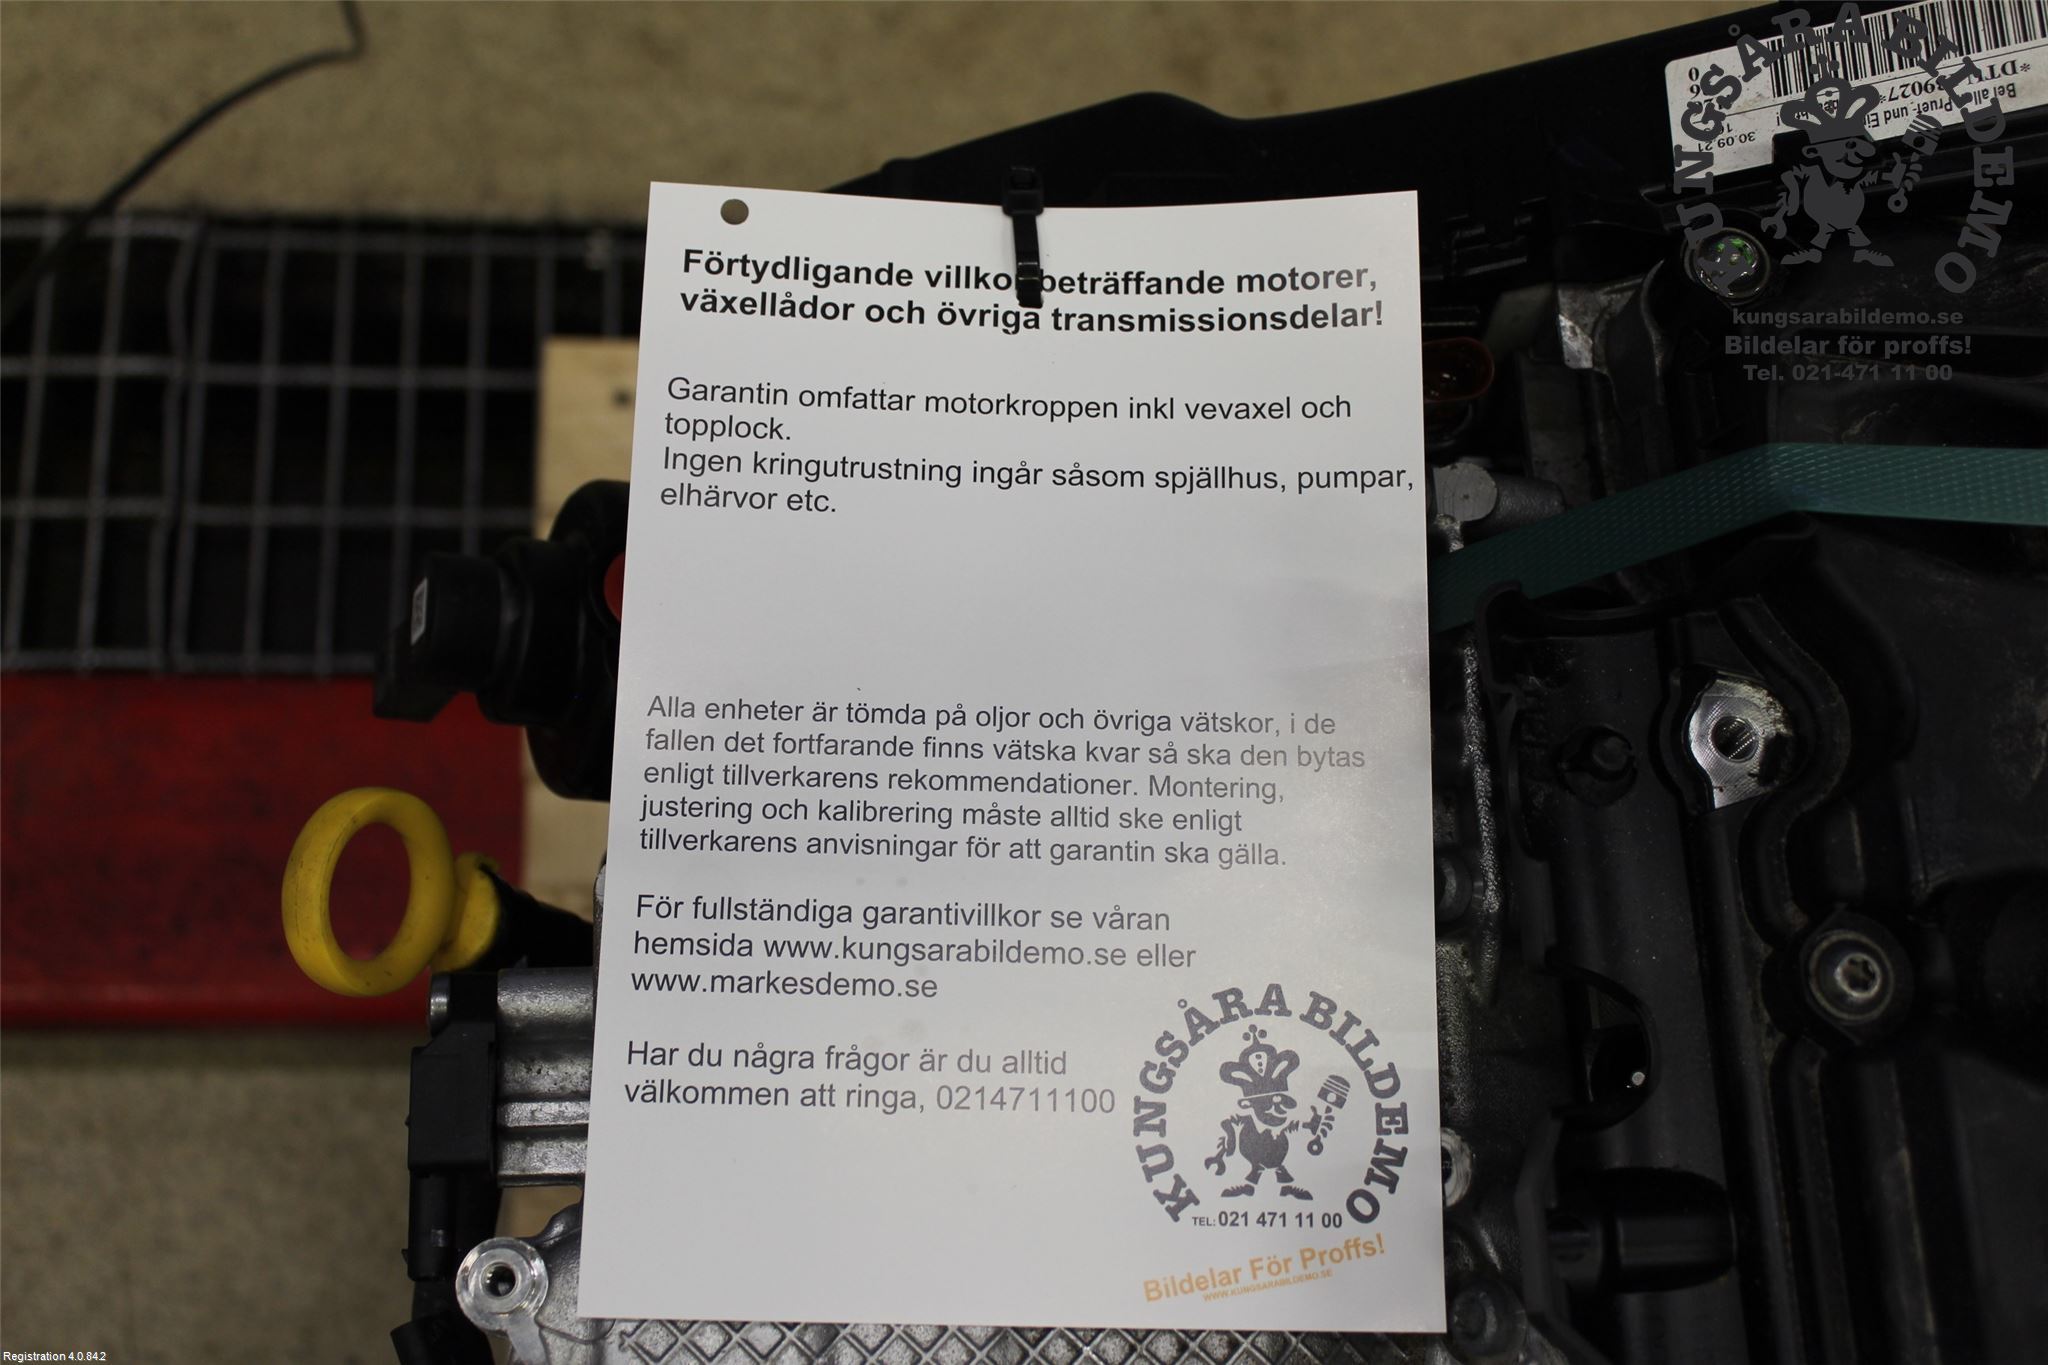 Förtydligande villkor beträffande motorer,
växellådor och övriga transmissionsdelar!
Garantin omfattar motorkroppen inkl vevaxel och
topplock.
Ingen kringutrustning ingår såsom spjällhus, pumpar,
elhärvor etc.
Alla enheter är tömda på oljor och övriga vätskor, i de
fallen det fortfarande finns vätska kvar så ska den bytas
enligt tillverkarens rekommendationer. Montering,
justering och kalibrering måste alltid ske enligt
tillverkarens anvisningar för att garantin ska gälla.
För fullständiga garantivillkor se våran
hemsida www.kungsarabildemo.se eller
www.markesdemo.se
Har du några frågor är du alltid
välkommen att ringa, 0214711100
KUNGSÅRA BILDEMO
TEL: 021 471 11 00
Bildelar För Proffs!
WWW.KUNGSARABILDEMO.SE
KUNGSÅRA BILDEMO
kungsarabildemo.se
Bildelar för proffs!
Tel. 021-471 11 00
Pruef- und
30.09.21
Registration 4.0.84.2